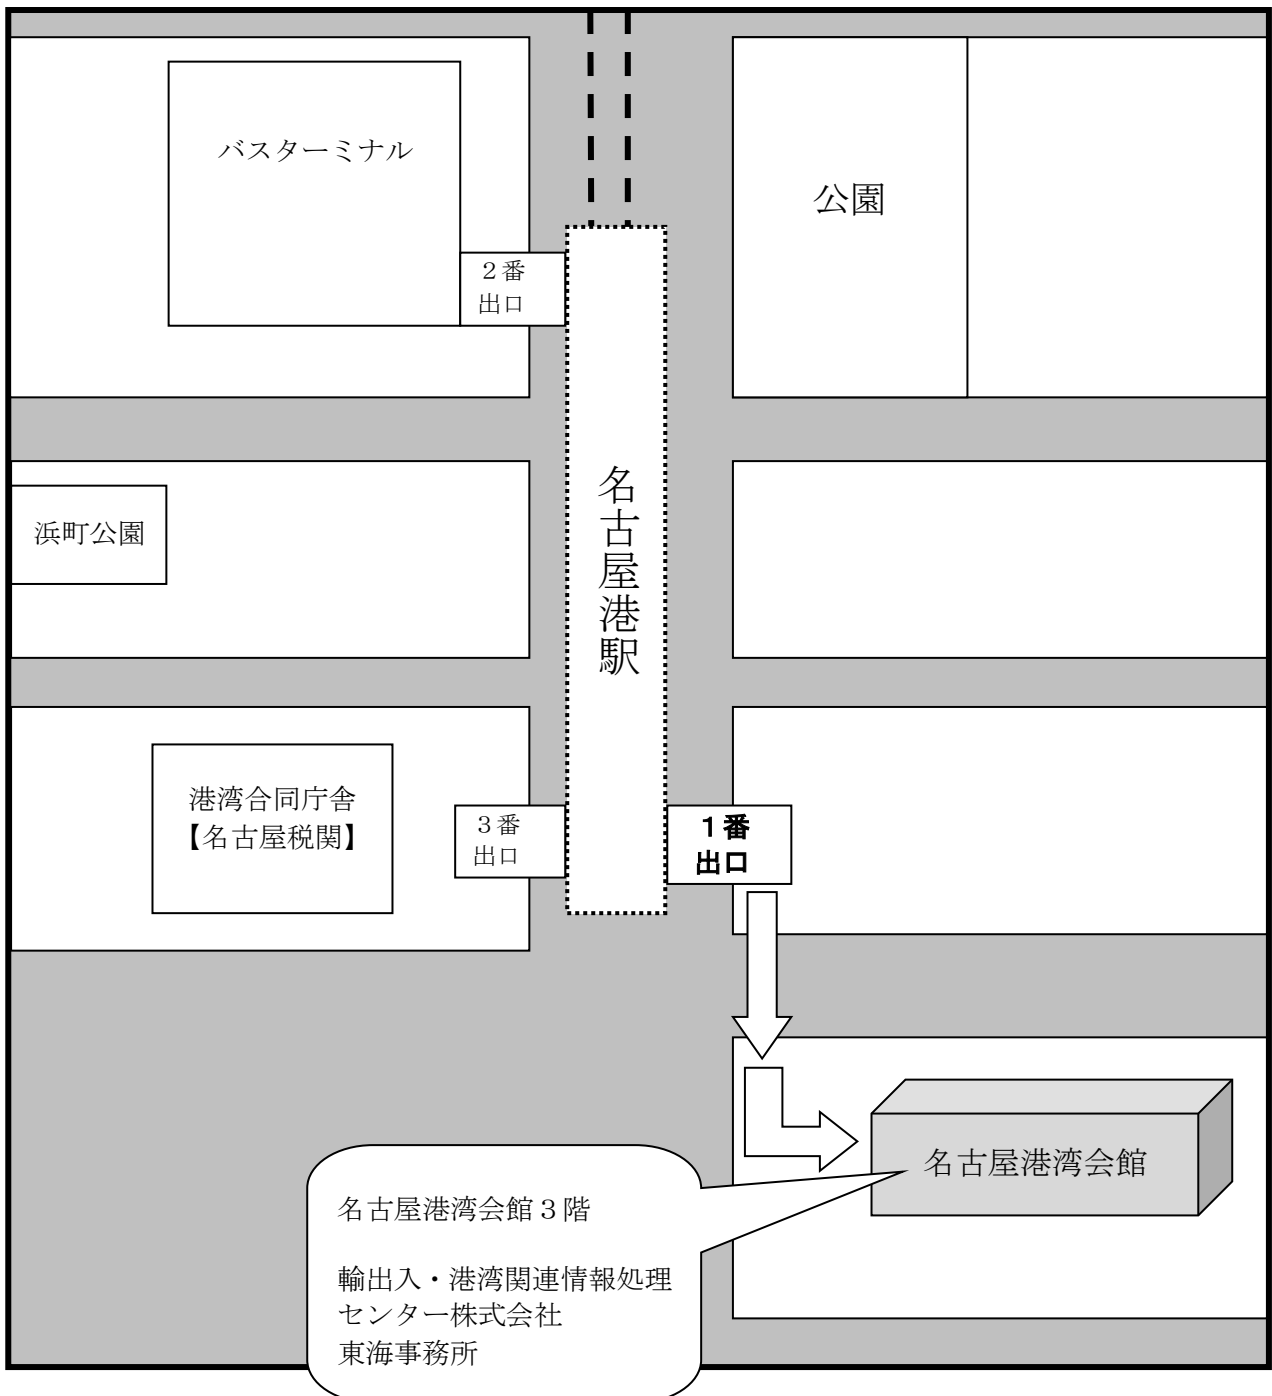 バスターミナル
公園
２番
出口
名古屋港駅
浜町公園
港湾合同庁舎
【名古屋税関】
３番
出口
１番
出口
名古屋港湾会館
名古屋港湾会館３階
輸出入・港湾関連情報処理
センター株式会社
東海事務所